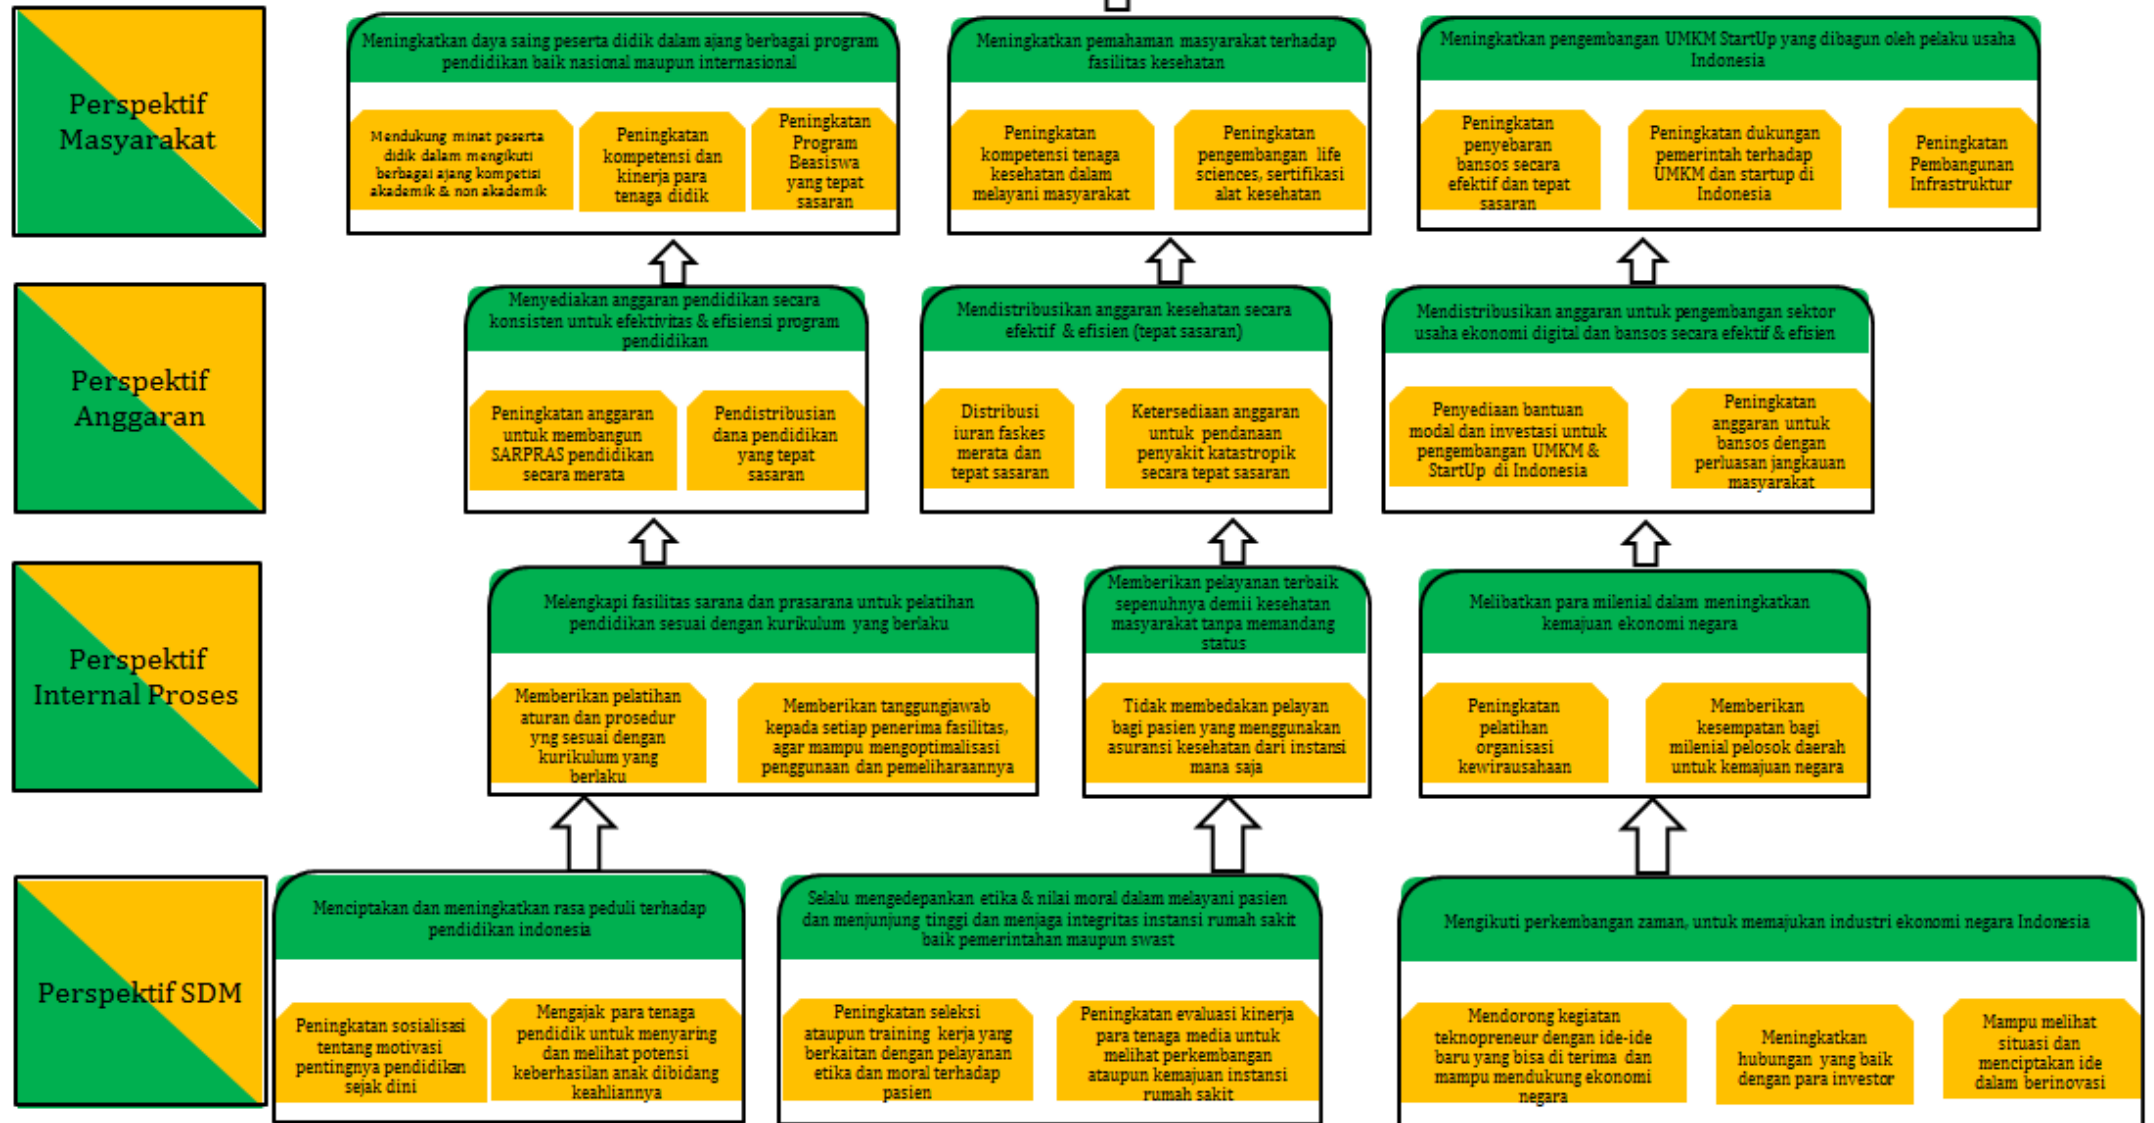 Perspektif
Masyarakat
Meningkatkan daya saing peserta didik dalam ajang berbagai program
pendidikan baik nasional maupun internasional
Mendukung minat peserta
didik dalam mengikuti
berbagai ajang kompetisi
akademik & non akademik
Peningkatan
kompetensi dan
kinerja para
tenaga didik
Peningkatan
Program
Beasiswa
yang tepat
sasaran
Meningkatkan pemahaman masyarakat terhadap
fasilitas kesehatan
Peningkatan
kompetensi tenaga
kesehatan dalam
melayani masyarakat
Peningkatan
pengembangan life
sciences, sertifikasi
alat kesehatan
Meningkatkan pengembangan UMKM StartUp yang dibagun oleh pelaku usaha
Indonesia
Peningkatan
penyebaran
bansos secara
efektif dan tepat
sasaran
Peningkatan dukungan
pemerintah terhadap
UMKM dan startup di
Indonesia
Peningkatan
Pembangunan
Infrastruktur
Perspektif
Anggaran
Menyediakan anggaran pendidikan secara
konsisten untuk efektivitas & efisiensi program
pendidikan
Peningkatan anggaran
untuk membangun
SARPRAS pendidikan
secara merata
Pendistribusian
dana pendidikan
yang tepat
sasaran
Mendistribusikan anggaran kesehatan secara
efektif & efisien (tepat sasaran)
Distribusi
iuran faskes
merata dan
tepat sasaran
Ketersediaan anggaran
untuk pendanaan
penyakit katastropik
secara tepat sasaran
Mendistribusikan anggaran untuk pengembangan sektor
usaha ekonomi digital dan bansos secara efektif & efisien
Penyediaan bantuan
modal dan investasi untuk
pengembangan UMKM &
StartUp di Indonesia
Peningkatan
anggaran untuk
bansos dengan
perluasan jangkauan
masyarakat
Perspektif
Internal Proses
Melengkapi fasilitas sarana dan prasarana untuk pelatihan
pendidikan sesuai dengan kurikulum yang berlaku
Memberikan pelatihan
aturan dan prosedur
yng sesuai dengan
kurikulum yang
berlaku
Memberikan tanggungjawab
kepada setiap penerima fasilitas,
agar mampu mengoptimalisasi
penggunaan dan pemeliharaannya
Memberikan pelayanan terbaik
sepenuhnya demii kesehatan
masyarakat tanpa memandang
status
Tidak membedakan pelayan
bagi pasien yang menggunakan
asuransi kesehatan dari instansi
mana saja
Melibatkan para milenial dalam meningkatkan
kemajuan ekonomi negara
Peningkatan
pelatihan
organisasi
kewirausahaan
Memberikan
kesempatan bagi
milenial pelosok daerah
untuk kemajuan negara
Perspektif SDM
Menciptakan dan meningkatkan rasa peduli terhadap
pendidikan indonesia
Peningkatan sosialisasi
tentang motivasi
pentingnya pendidikan
sejak dini
Mengajak para tenaga
pendidik untuk menyaring
dan melihat potensi
keberhasilan anak dibidang
keahliannya
Selalu mengedepankan etika & nilai moral dalam melayani pasien
dan menjunjung tinggi dan menjaga integritas instansi rumah sakit
baik pemerintahan maupun swast
Peningkatan seleksi
ataupun training kerja yang
berkaitan dengan pelayanan
etika dan moral terhadap
pasien
Peningkatan evaluasi kinerja
para tenaga media untuk
melihat perkembangan
ataupun kemajuan instansi
rumah sakit
Mengikuti perkembangan zaman, untuk memajukan industri ekonomi negara Indonesia
Mendorong kegiatan
teknopreneur dengan ide-ide
baru yang bisa di terima dan
mampu mendukung ekonomi
negara
Meningkatkan
hubungan yang baik
dengan para investor
Mampu melihat
situasi dan
menciptakan ide
dalam berinovasi